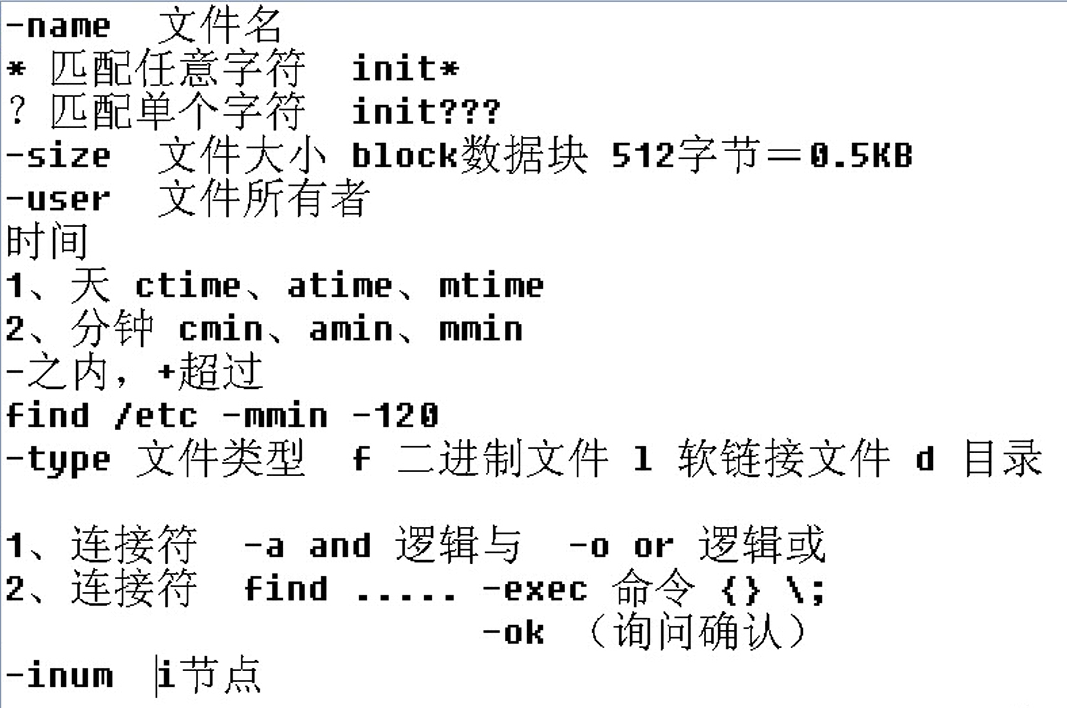 -name  文件名
* 匹配任意字符  init*
? 匹配单个字符  init???
-size  文件大小 block数据块 512字节＝0.5KB
-user  文件所有者
时间
1、天 ctime、atime、mtime
2、分钟 cmin、amin、mmin
-之内，+超过
find /etc -mmin -120
-type 文件类型  f 二进制文件 l 软链接文件 d 目录
1、连接符  -a and 逻辑与  -o or 逻辑或
2、连接符  find ..... -exec 命令 {} \;
-ok （询问确认）
-inum  i节点